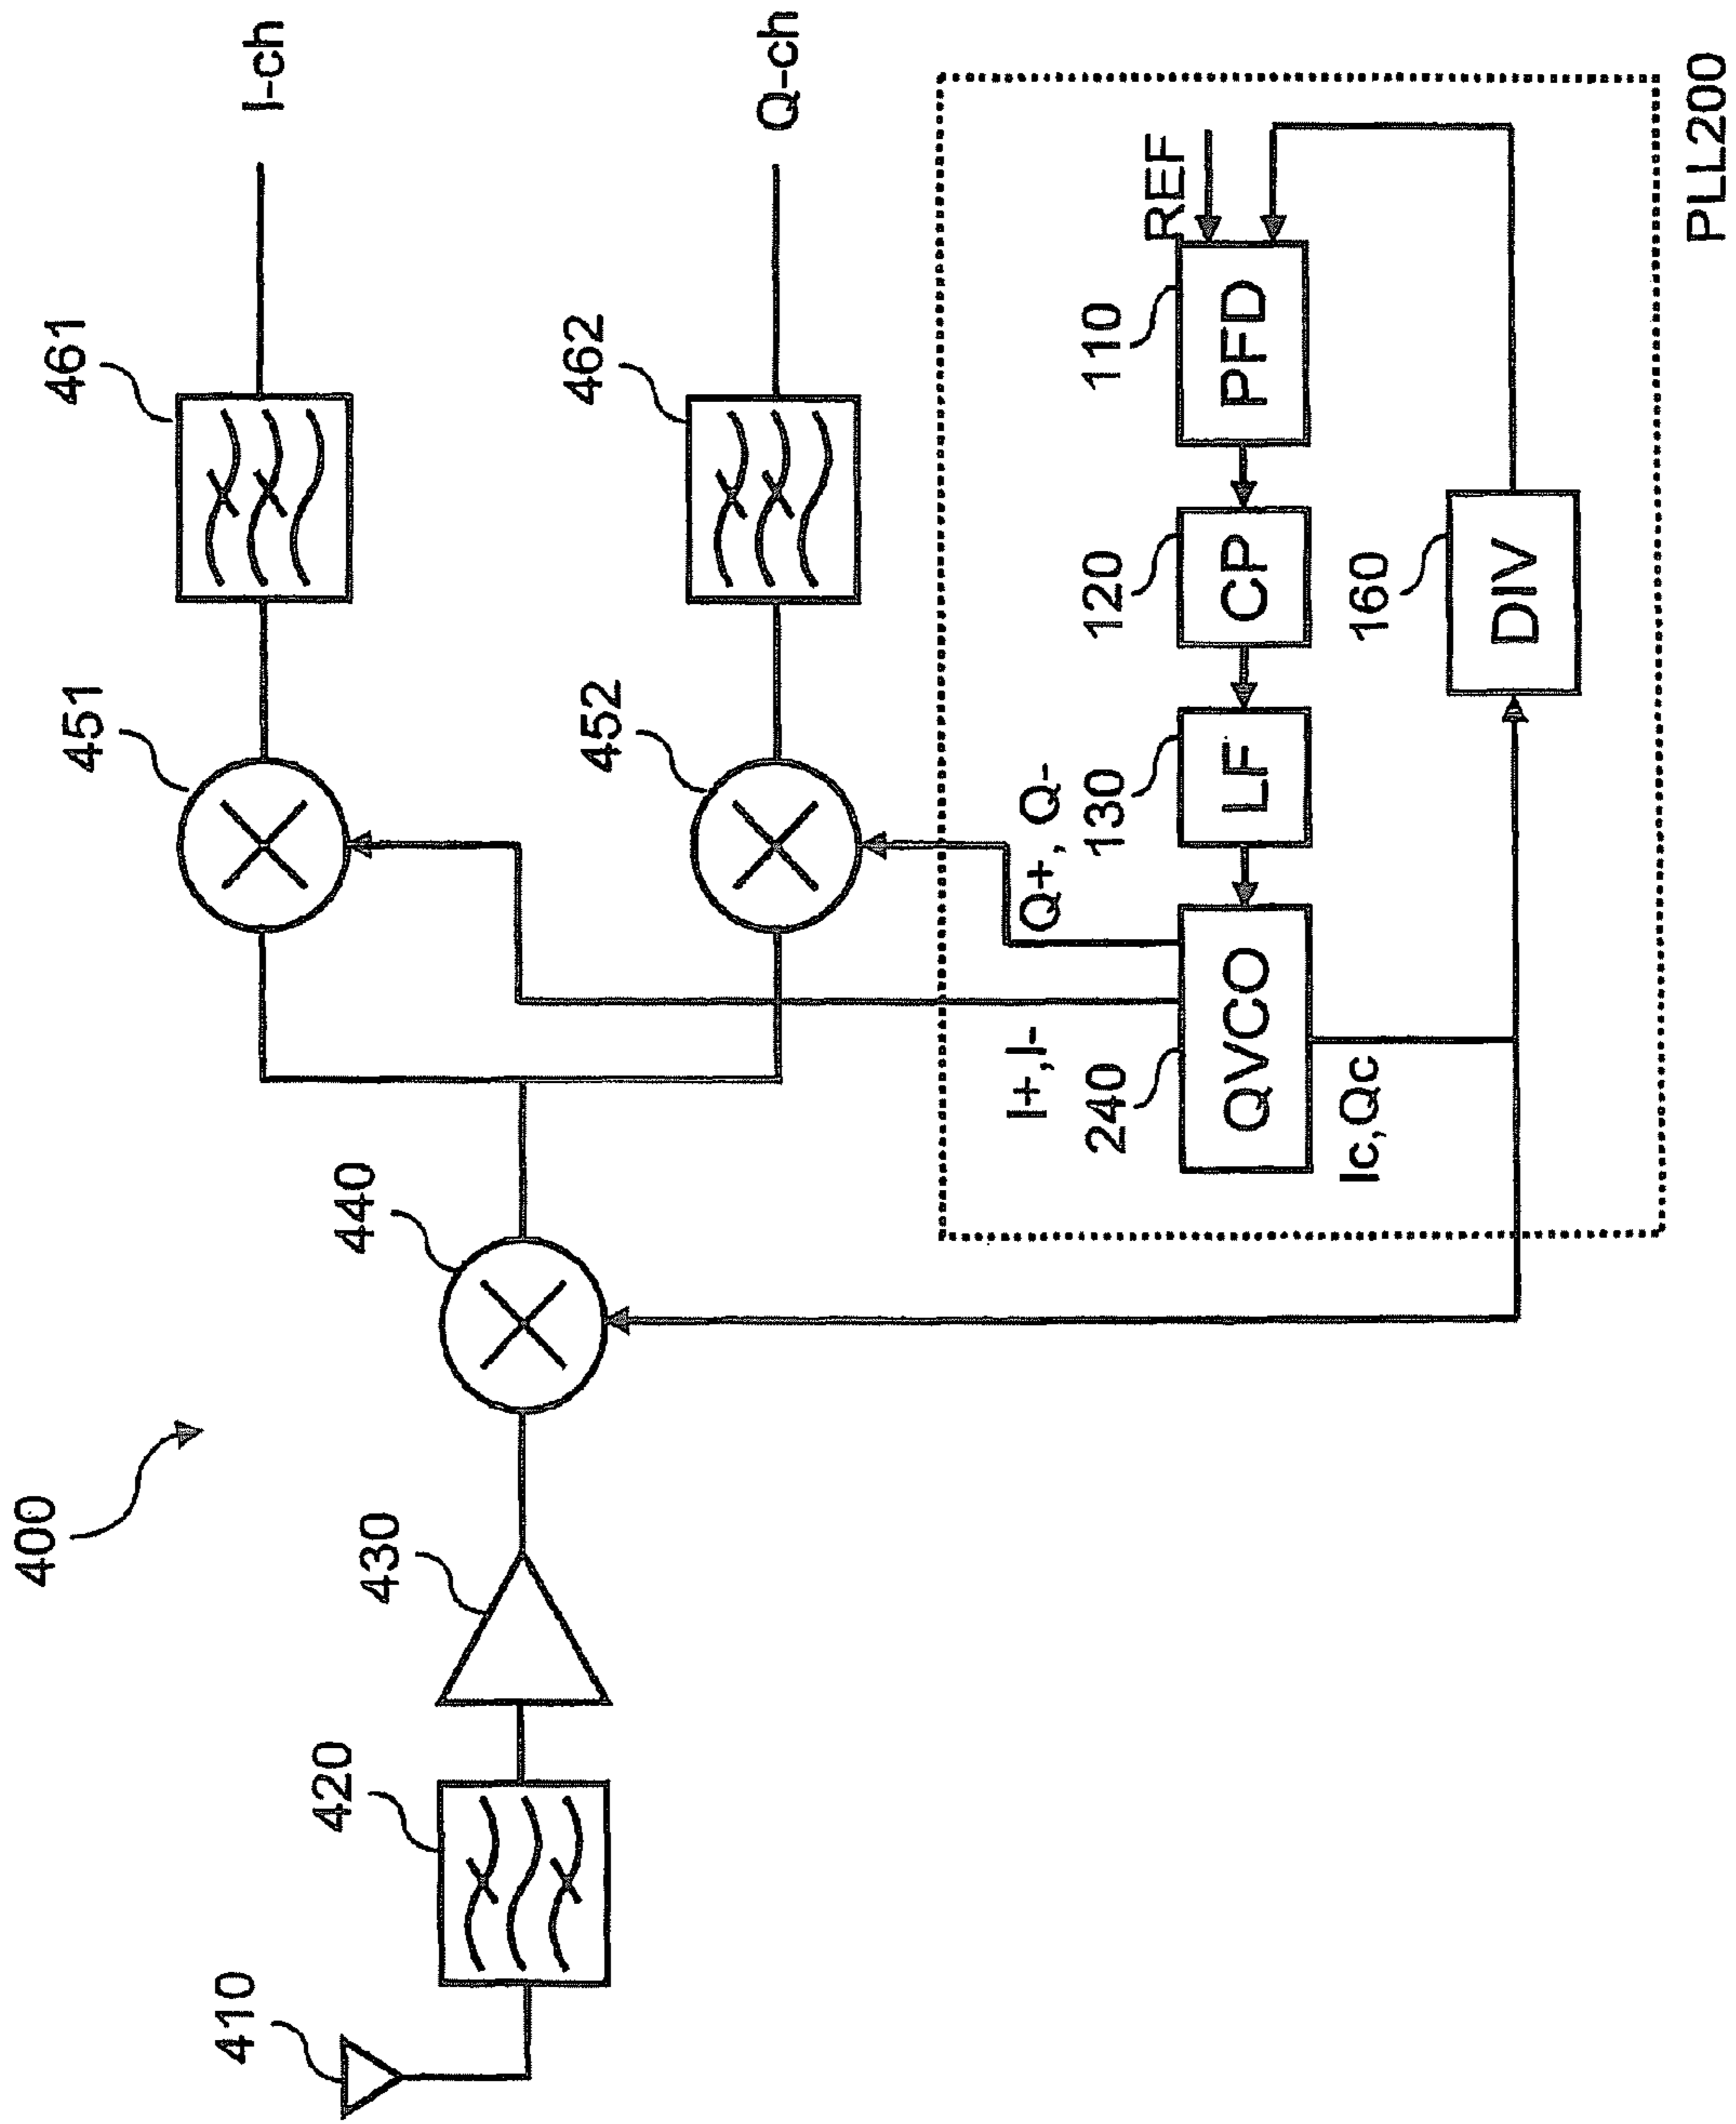 400
410
420
430
440
451
461
I-ch
452
462
Q-ch
I+,I-
Q+, Q-
240
QVCO
130
LF
120
CP
110
PFD
REF
Ic,Qc
160
DIV
PLL200